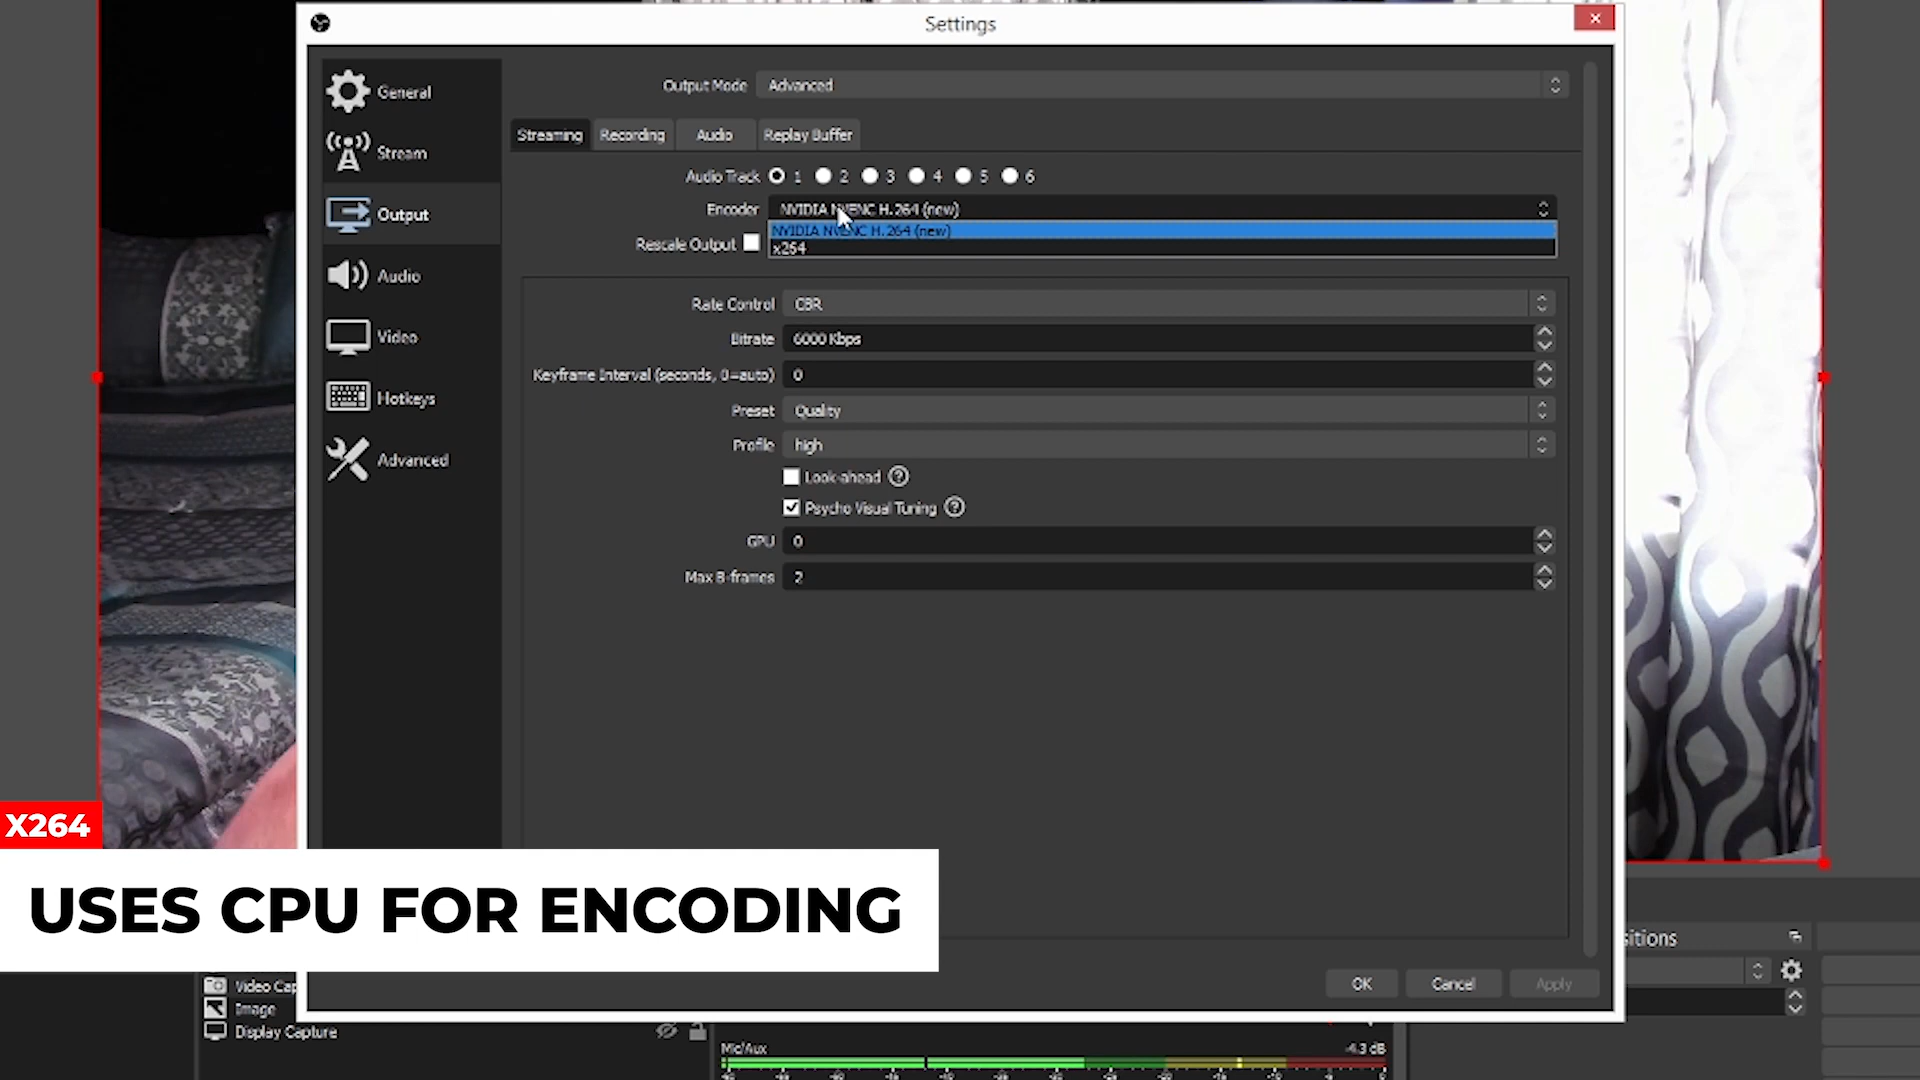 Settings
General
Stream
Output
Audio
Video
Hotkeys
Advanced
Output Mode Advanced
Streaming Recording Audio Replay Buffer
Audio Track 1 2 3 4 5 6
Encoder NVIDIA NVENC H.264 (new)
NVIDIA NVENC H.264 (new)
Rescale Output x264
Rate Control CBR
Bitrate 6000 Kbps
Keyframe Interval (seconds, 0=auto) 0
Preset Quality
Profile high
Look-ahead ?
Psycho Visual Tuning ?
GPU 0
Max B-frames 2
X264
USES CPU FOR ENCODING
OK Cancel Apply
sitions
Video Cap
Image
Display Capture
Mic/Aux -4.3 dB